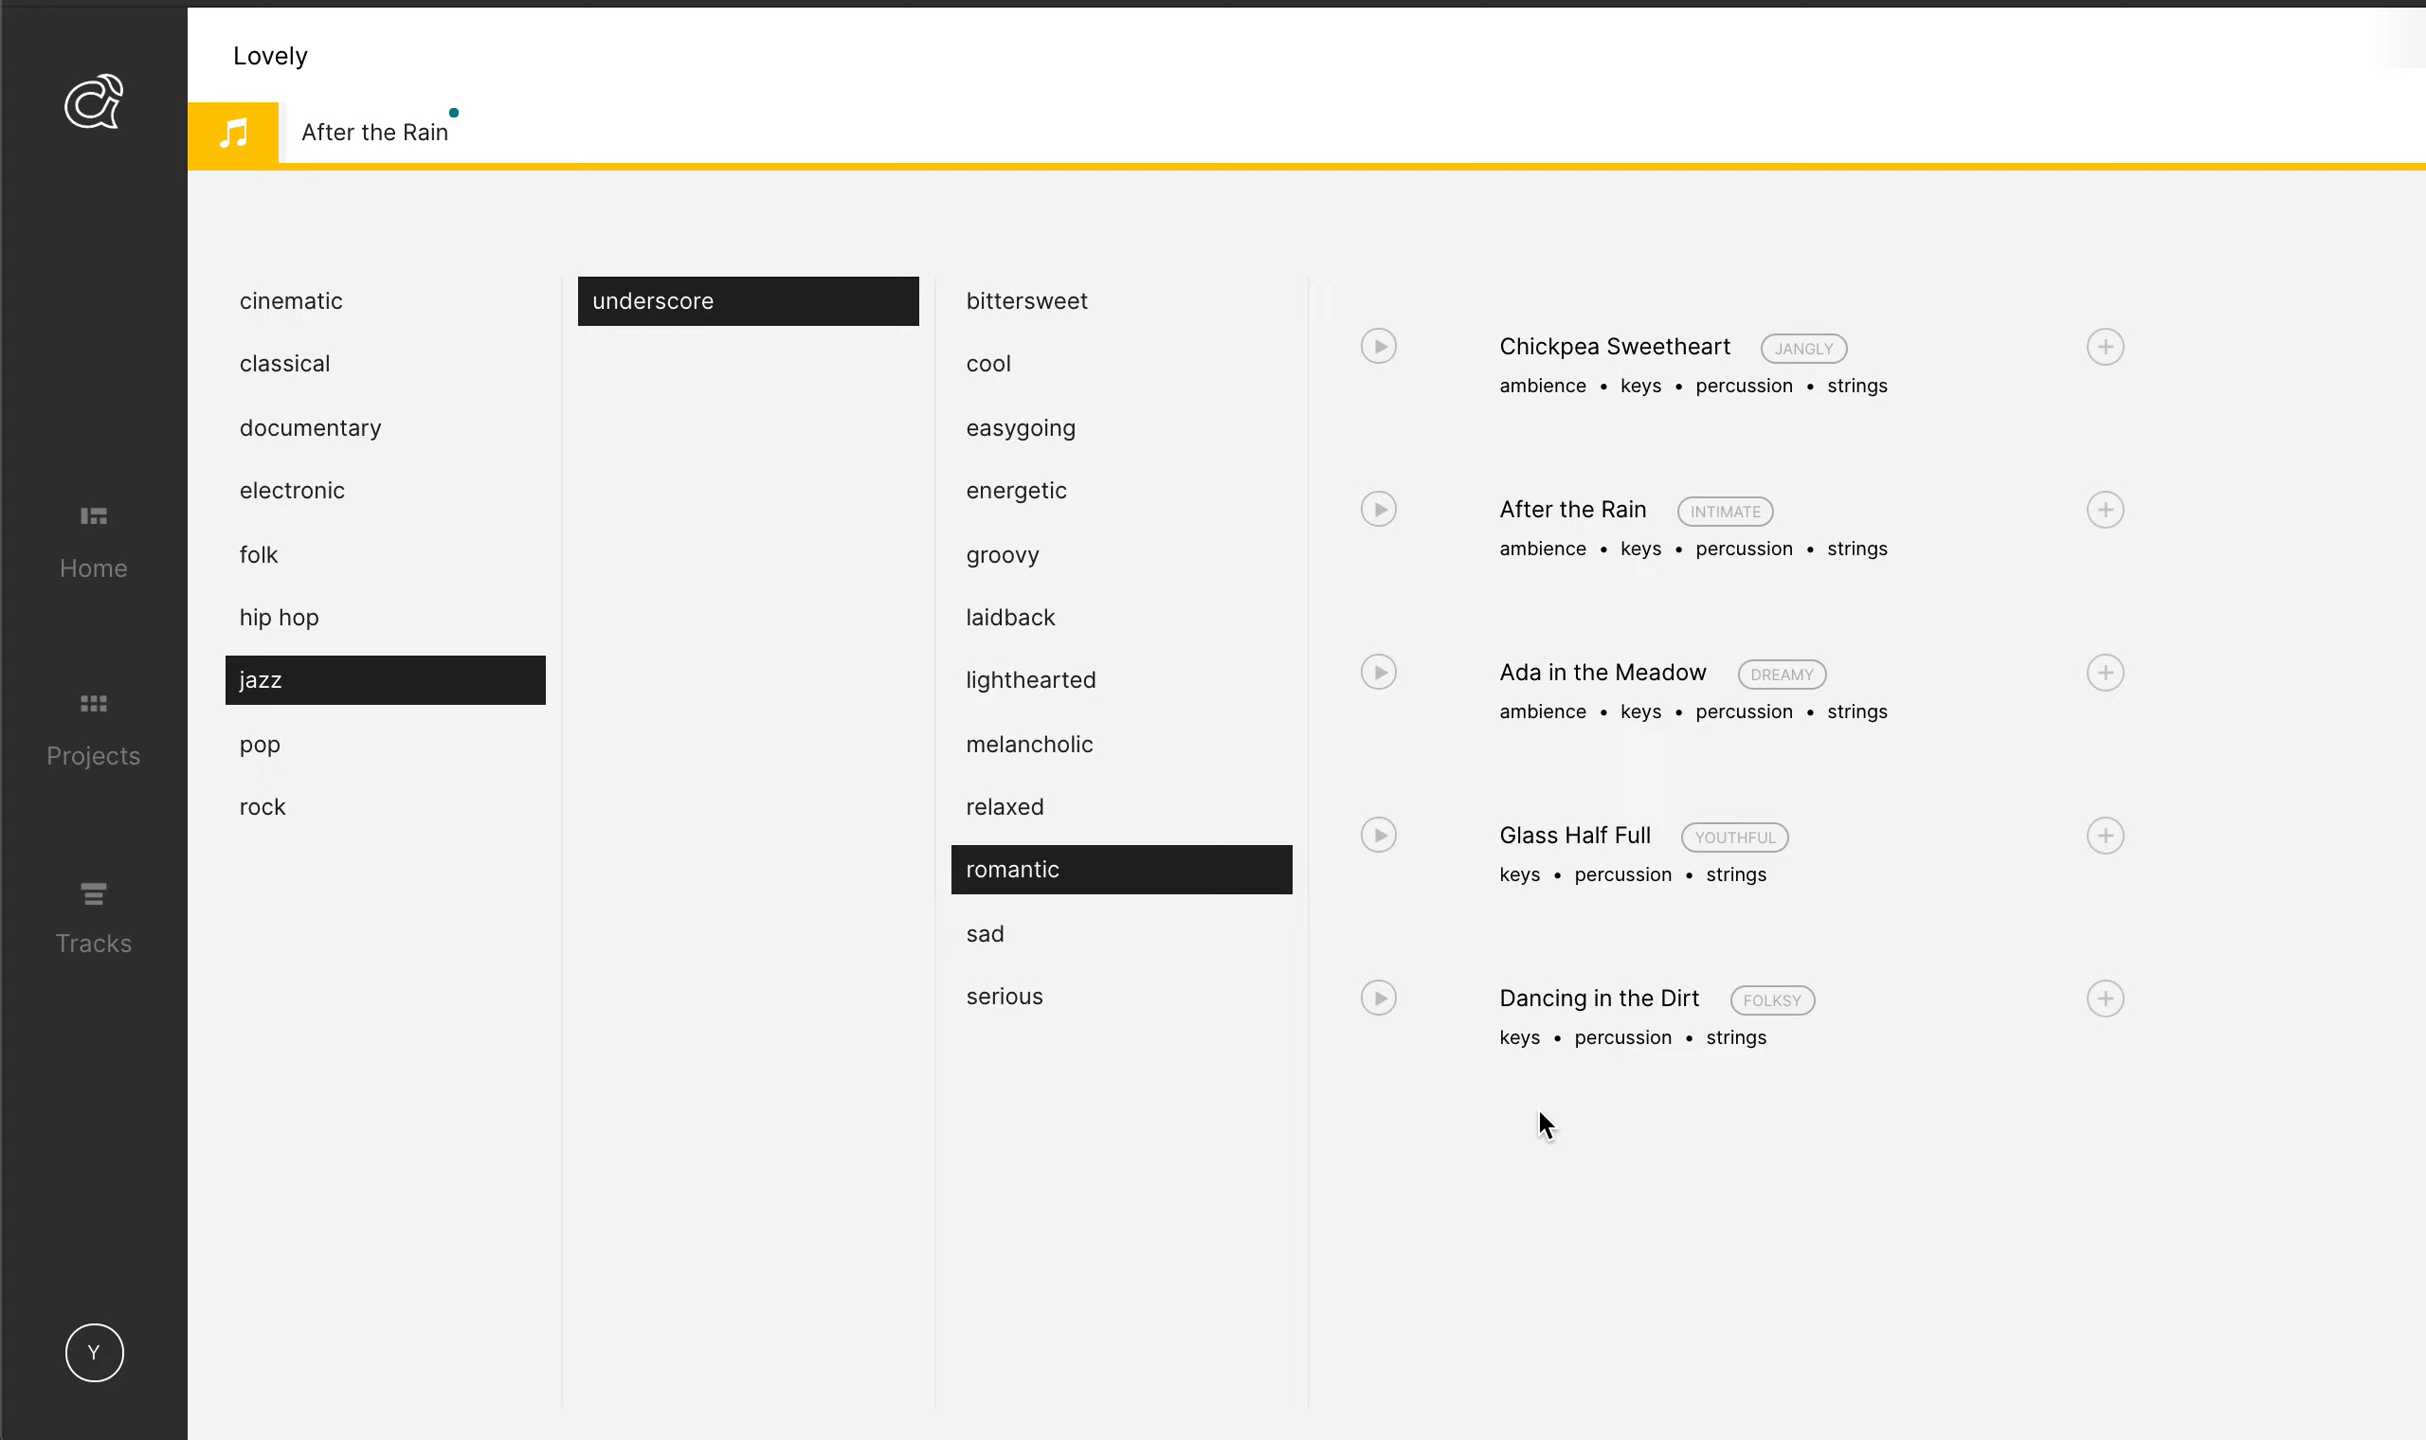 Lovely
After the Rain
Home
Projects
Tracks
Y
cinematic
classical
documentary
electronic
folk
hip hop
jazz
pop
rock
underscore
bittersweet
cool
easygoing
energetic
groovy
laidback
lighthearted
melancholic
relaxed
romantic
sad
serious
Chickpea Sweetheart JANGLY
ambience • keys • percussion • strings
After the Rain INTIMATE
ambience • keys • percussion • strings
Ada in the Meadow DREAMY
ambience • keys • percussion • strings
Glass Half Full YOUTHFUL
keys • percussion • strings
Dancing in the Dirt FOLKSY
keys • percussion • strings